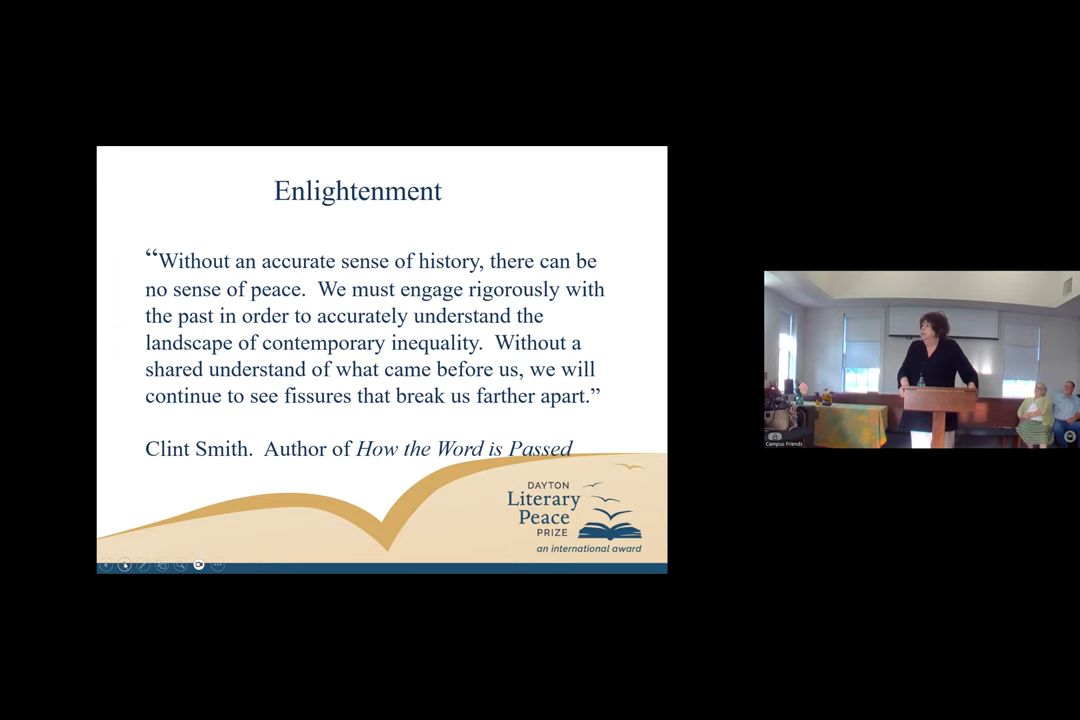 Enlightenment
“Without an accurate sense of history, there can be
no sense of peace.  We must engage rigorously with
the past in order to accurately understand the
landscape of contemporary inequality.  Without a
shared understand of what came before us, we will
continue to see fissures that break us farther apart.”
Clint Smith.  Author of How the Word is Passed
DAYTON
Literary
Peace
PRIZE
an international award
Campus Friends